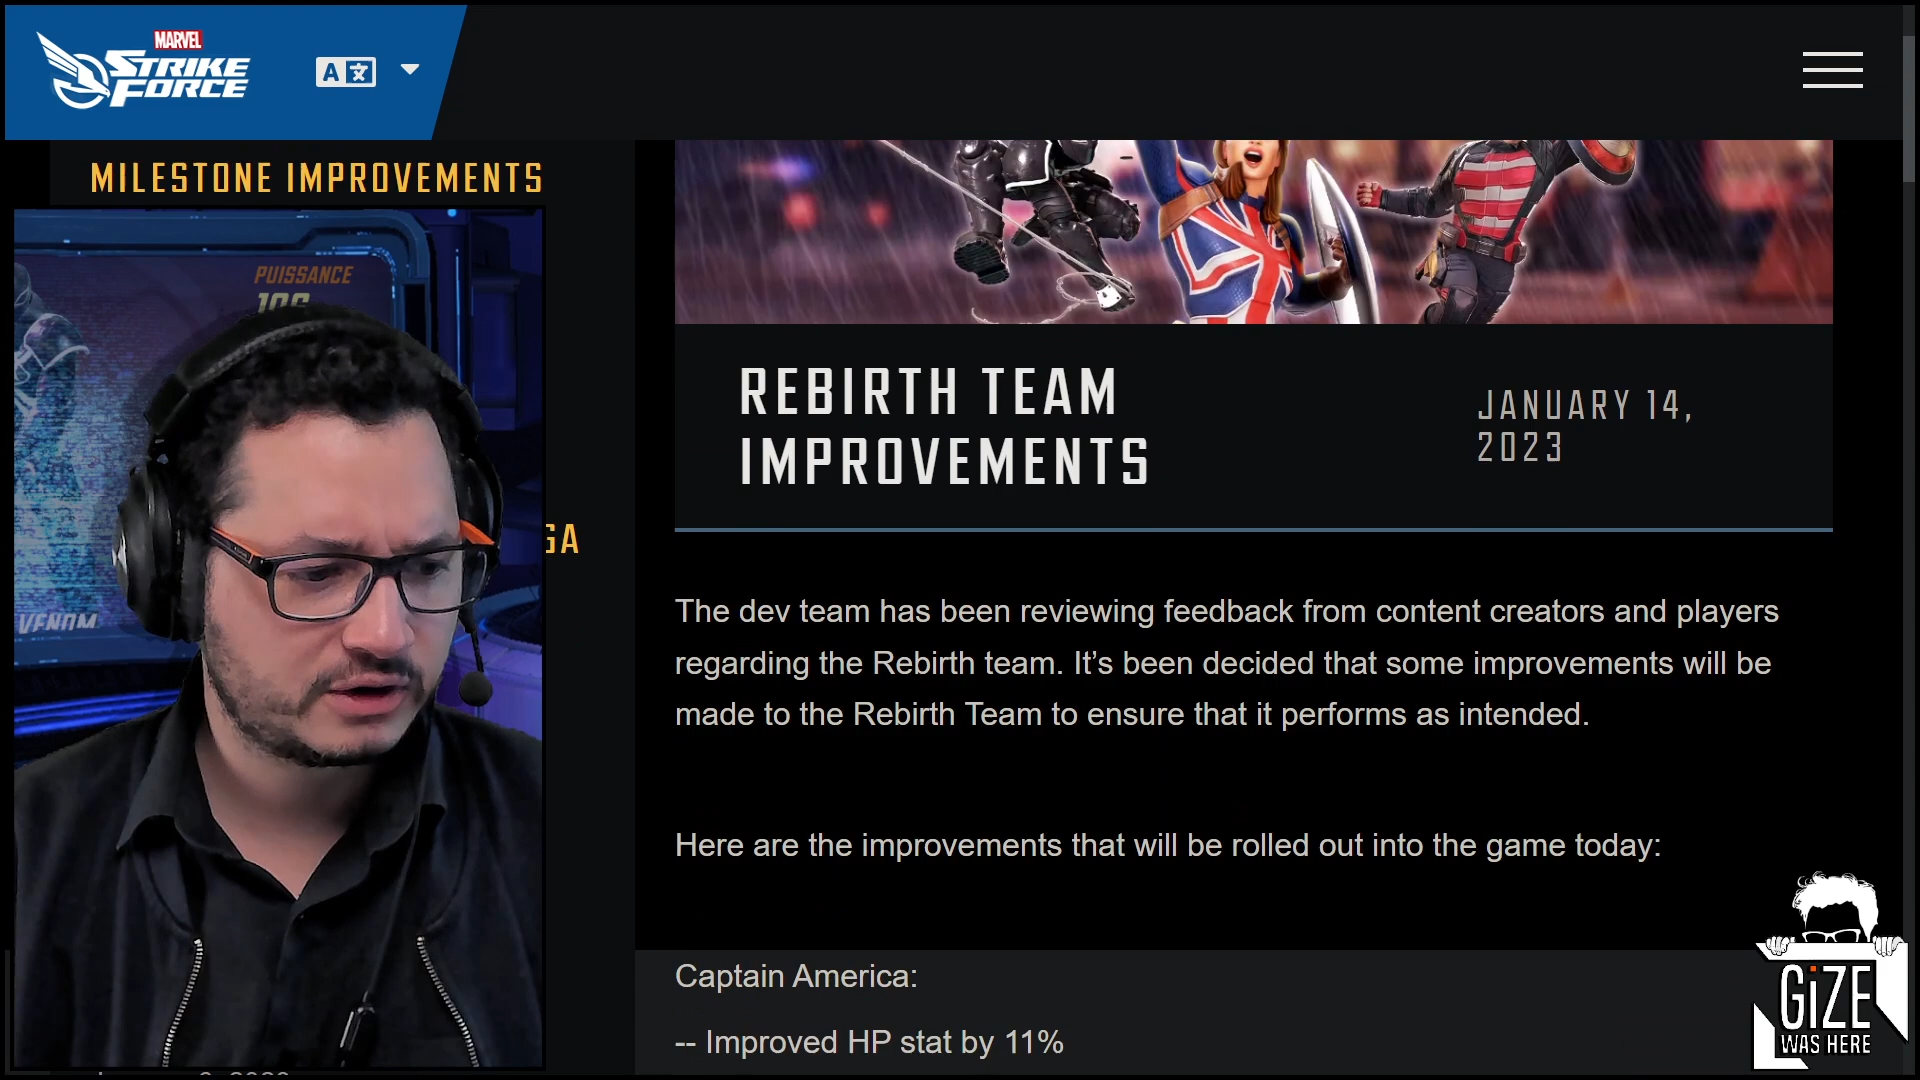 MARVEL
STRIKE
FORCE
A 文
MILESTONE IMPROVEMENTS
PUISSANCE
106
GA
VENOM
REBIRTH TEAM
IMPROVEMENTS
JANUARY 14,
2023
The dev team has been reviewing feedback from content creators and players
regarding the Rebirth team. It’s been decided that some improvements will be
made to the Rebirth Team to ensure that it performs as intended.
Here are the improvements that will be rolled out into the game today:
Captain America:
-- Improved HP stat by 11%
GiZE
WAS HERE